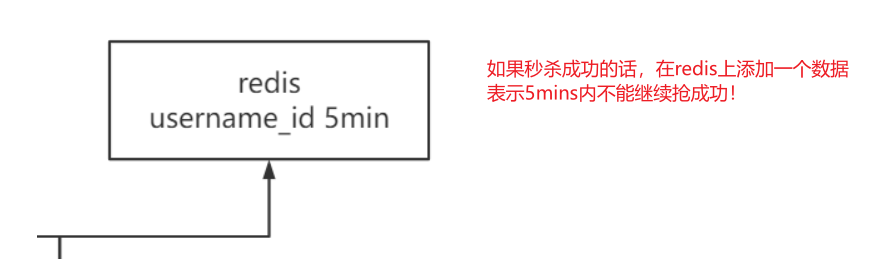 redis
username_id 5min
如果秒杀成功的话，在redis上添加一个数据
表示5mins内不能继续抢成功！